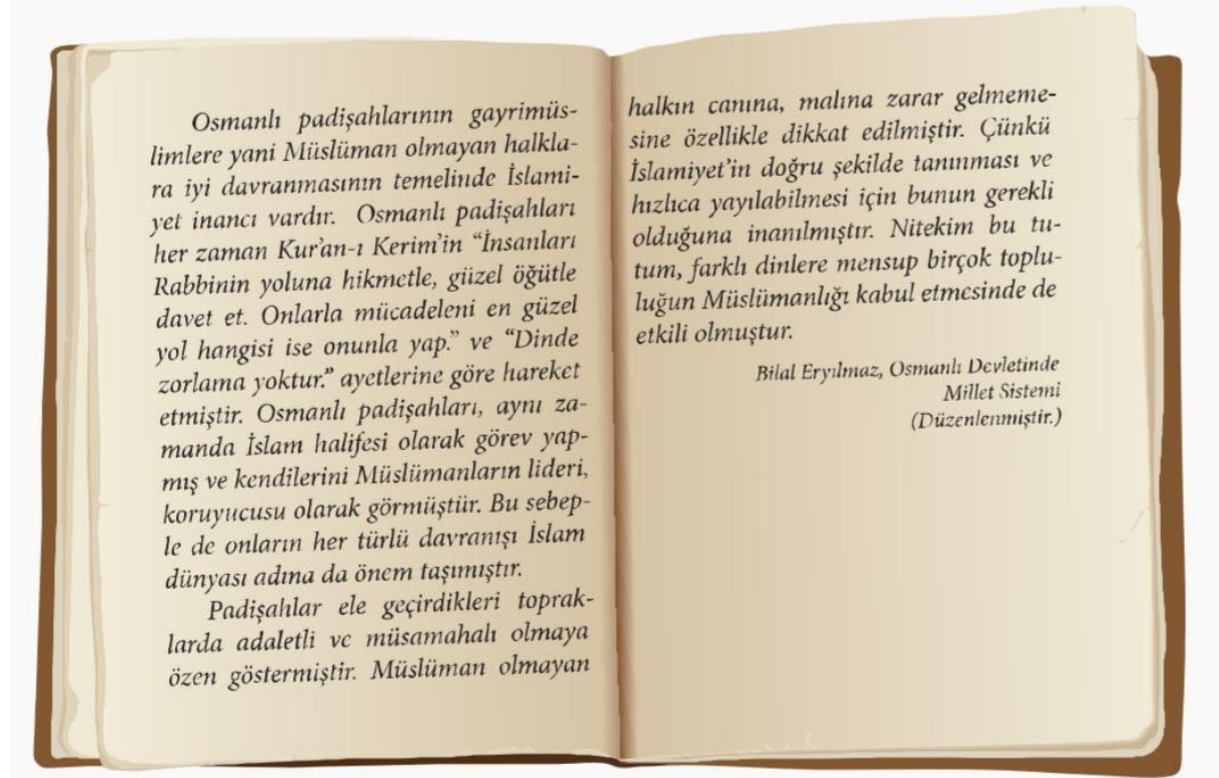 Osmanlı padişahlarının gayrimüs-
limlere yani Müslüman olmayan halkla-
ra iyi davranmasının temelinde İslami-
yet inancı vardır. Osmanlı padişahları
her zaman Kur'an-ı Kerim'in “İnsanları
Rabbinin yoluna hikmetle, güzel öğütle
davet et. Onlarla mücadeleni en güzel
yol hangisi ise onunla yap.” ve “Dinde
zorlama yoktur.” ayetlerine göre hareket
etmiştir. Osmanlı padişahları, aynı za-
manda İslam halifesi olarak görev yap-
mış ve kendilerini Müslümanların lideri,
koruyucusu olarak görmüştür. Bu sebep-
le de onların her türlü davranışı İslam
dünyası adına da önem taşımıştır.
Padişahlar ele geçirdikleri toprak-
larda adaletli ve müsamahalı olmaya
özen göstermiştir. Müslüman olmayan
halkın canına, malına zarar gelmeme-
sine özellikle dikkat edilmiştir. Çünkü
İslamiyet'in doğru şekilde tanınması ve
hızlıca yayılabilmesi için bunun gerekli
olduğuna inanılmıştır. Nitekim bu tu-
tum, farklı dinlere mensup birçok toplu-
luğun Müslümanlığı kabul etmesinde de
etkili olmuştur.
Bilal Eryılmaz, Osmanlı Devletinde
Millet Sistemi
(Düzenlenmiştir.)